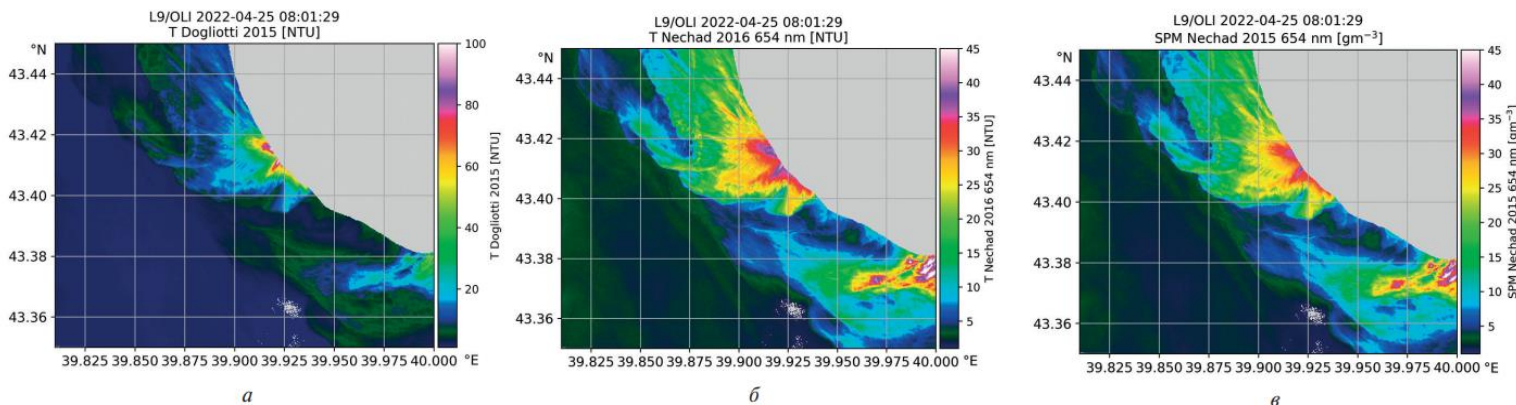 L9/OLI 2022-04-25 08:01:29
T Dogliotti 2015 [NTU]
°N
43.44
43.42
43.40
43.38
43.36
39.825 39.850 39.875 39.900 39.925 39.950 39.975 40.000 °E
100
80
60
40
20
T Dogliotti 2015 [NTU]
а
L9/OLI 2022-04-25 08:01:29
T Nechad 2016 654 nm [NTU]
°N
43.44
43.42
43.40
43.38
43.36
39.825 39.850 39.875 39.900 39.925 39.950 39.975 40.000 °E
45
40
35
30
25
20
15
10
5
T Nechad 2016 654 nm [NTU]
б
L9/OLI 2022-04-25 08:01:29
SPM Nechad 2015 654 nm [gm⁻³]
°N
43.44
43.42
43.40
43.38
43.36
39.825 39.850 39.875 39.900 39.925 39.950 39.975 40.000 °E
45
40
35
30
25
20
15
10
5
SPM Nechad 2015 654 nm [gm⁻³]
в